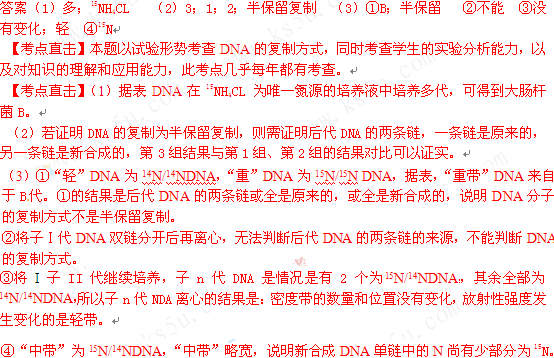 答案（1）多；¹⁵NH₄CL （2）3；1；2；半保留复制 （3）①B；半保留 ②不能 ③没
有变化；轻 ④¹⁵N
【考点直击】本题以试验形势考查 DNA 的复制方式，同时考查学生的实验分析能力，以
及对知识的理解和应用能力，此考点几乎每年都有考查。
【考点直击】（1）据表 DNA 在 ¹⁵NH₄CL 为唯一氮源的培养液中培养多代，可得到大肠杆
菌 B。
（2）若证明 DNA 的复制为半保留复制，则需证明后代 DNA 的两条链，一条链是原来的，
另一条链是新合成的，第 3 组结果与第 1 组、第 2 组的结果对比可以证实。
（3）①“轻”DNA 为 ¹⁴N/¹⁴NDNA，“重”DNA 为 ¹⁵N/¹⁵N DNA，据表，“重带”DNA 来自
于 B代。①的结果是后代 DNA 的两条链或全是原来的，或全是新合成的，说明 DNA 分子
的复制方式不是半保留复制。
②将子Ⅰ代 DNA 双链分开后再离心，无法判断后代 DNA 的两条链的来源，不能判断 DNA
的复制方式。
③将Ⅰ子 II 代继续培养，子 n 代 DNA 是情况是有 2 个为 ¹⁵N/¹⁴NDNA，其余全部为
¹⁴N/¹⁴NDNA，所以子 n 代 NDA 离心的结果是：密度带的数量和位置没有变化，放射性强度发
生变化的是轻带。
④“中带”为 ¹⁵N/¹⁴NDNA，“中带”略宽，说明新合成 DNA 单链中的 N 尚有少部分为 ¹⁵N。